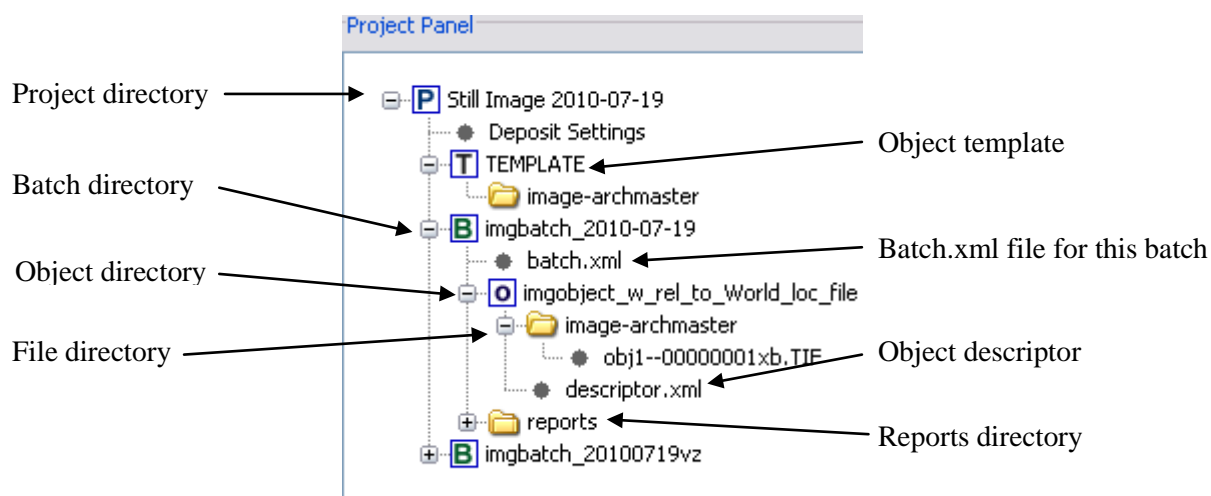 Project Panel
Project directory
Still Image 2010-07-19
Deposit Settings
Object template
TEMPLATE
Batch directory
image-archmaster
imgbatch_2010-07-19
Batch.xml file for this batch
batch.xml
Object directory
imgobject_w_rel_to_World_loc_file
image-archmaster
File directory
obj1--00000001xb.TIF
Object descriptor
descriptor.xml
reports
Reports directory
imgbatch_20100719vz
P
T
B
O
B